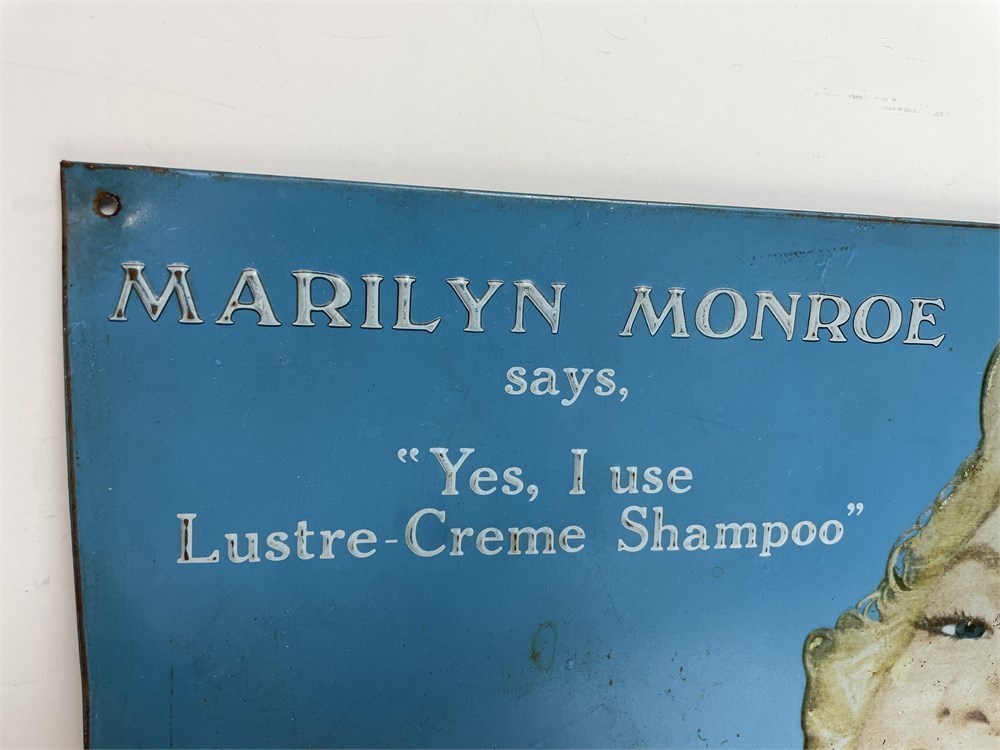 MARILYN MONROE
says,
“Yes, I use
Lustre-Creme Shampoo”